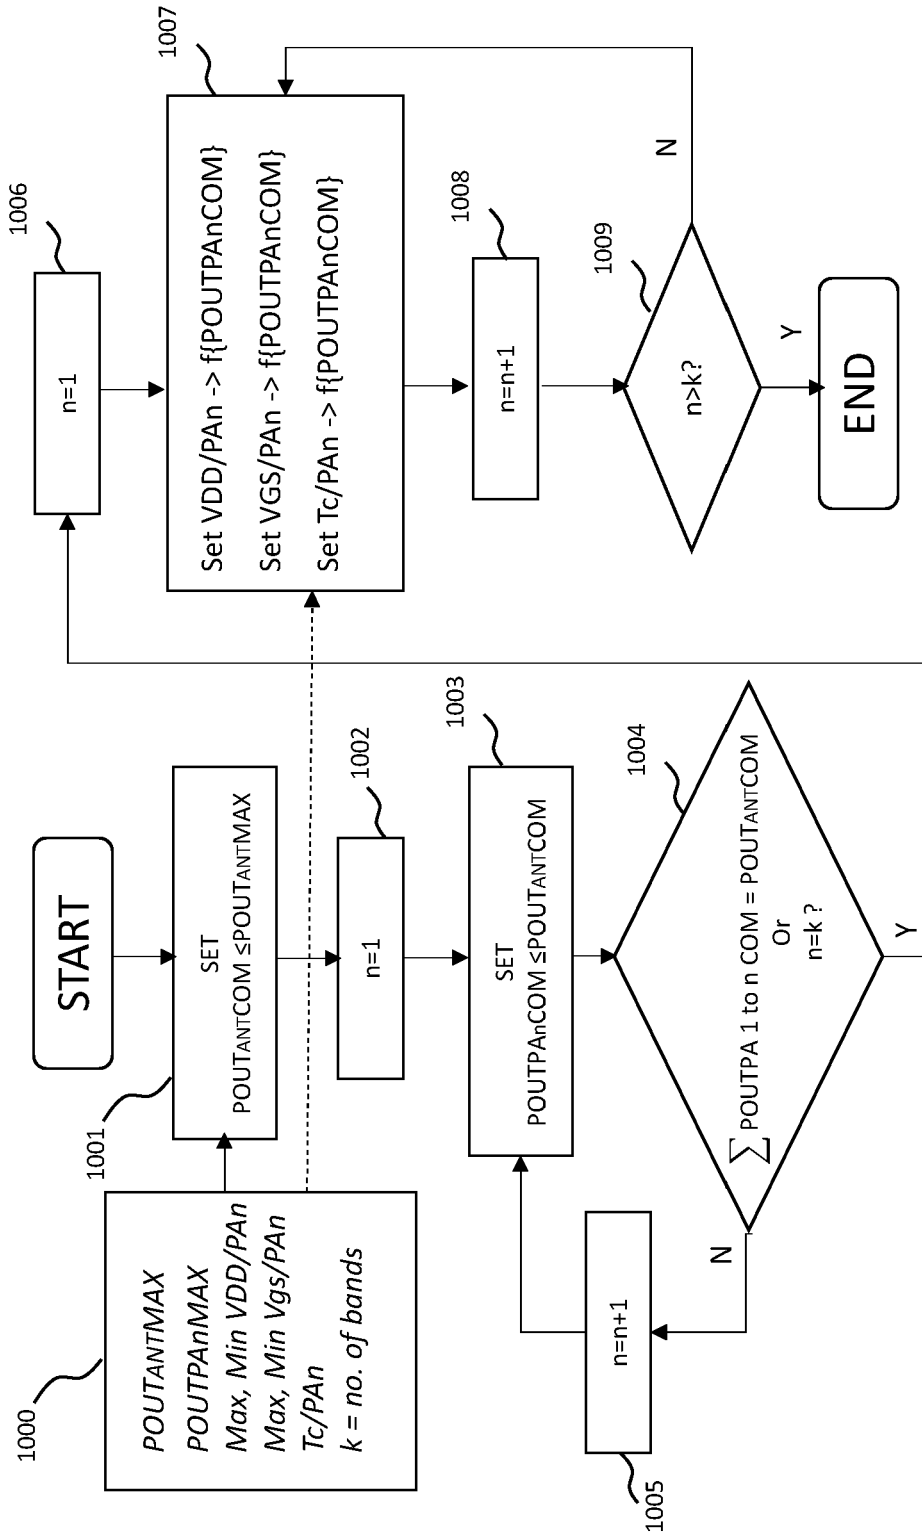 START
1000
POUTANTMAX
POUTPAnMAX
Max, Min VDD/PAn
Max, Min Vgs/PAn
Tc/PAn
k = no. of bands
1001
SET
POUTANTCOM ≤POUTANTMAX
1002
n=1
1003
SET
POUTPAnCOM ≤POUTANTCOM
1004
∑ POUTPA 1 to n COM = POUTANTCOM
Or
n=k ?
N
Y
1005
n=n+1
1006
n=1
1007
Set VDD/PAn -> f{POUTPAnCOM}
Set VGS/PAn -> f{POUTPAnCOM}
Set Tc/PAn -> f{POUTPAnCOM}
1008
n=n+1
1009
n>k?
N
Y
END